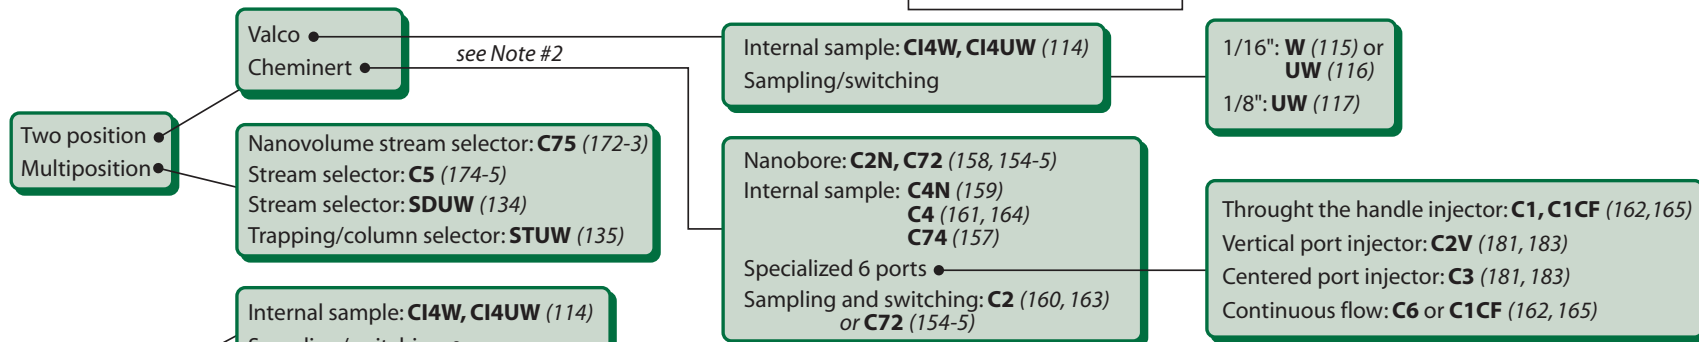 Two position
Multiposition
Valco
Cheminert
see Note #2
Nanovolume stream selector: C75 (172-3)
Stream selector: C5 (174-5)
Stream selector: SDUW (134)
Trapping/column selector: STUW (135)
Internal sample: CI4W, CI4UW (114)
Internal sample: CI4W, CI4UW (114)
Sampling/switching
1/16": W (115) or
UW (116)
1/8": UW (117)
Nanobore: C2N, C72 (158, 154-5)
Internal sample: C4N (159)
C4 (161, 164)
C74 (157)
Specialized 6 ports
Sampling and switching: C2 (160, 163)
or C72 (154-5)
Throught the handle injector: C1, C1CF (162,165)
Vertical port injector: C2V (181, 183)
Centered port injector: C3 (181, 183)
Continuous flow: C6 or C1CF (162, 165)